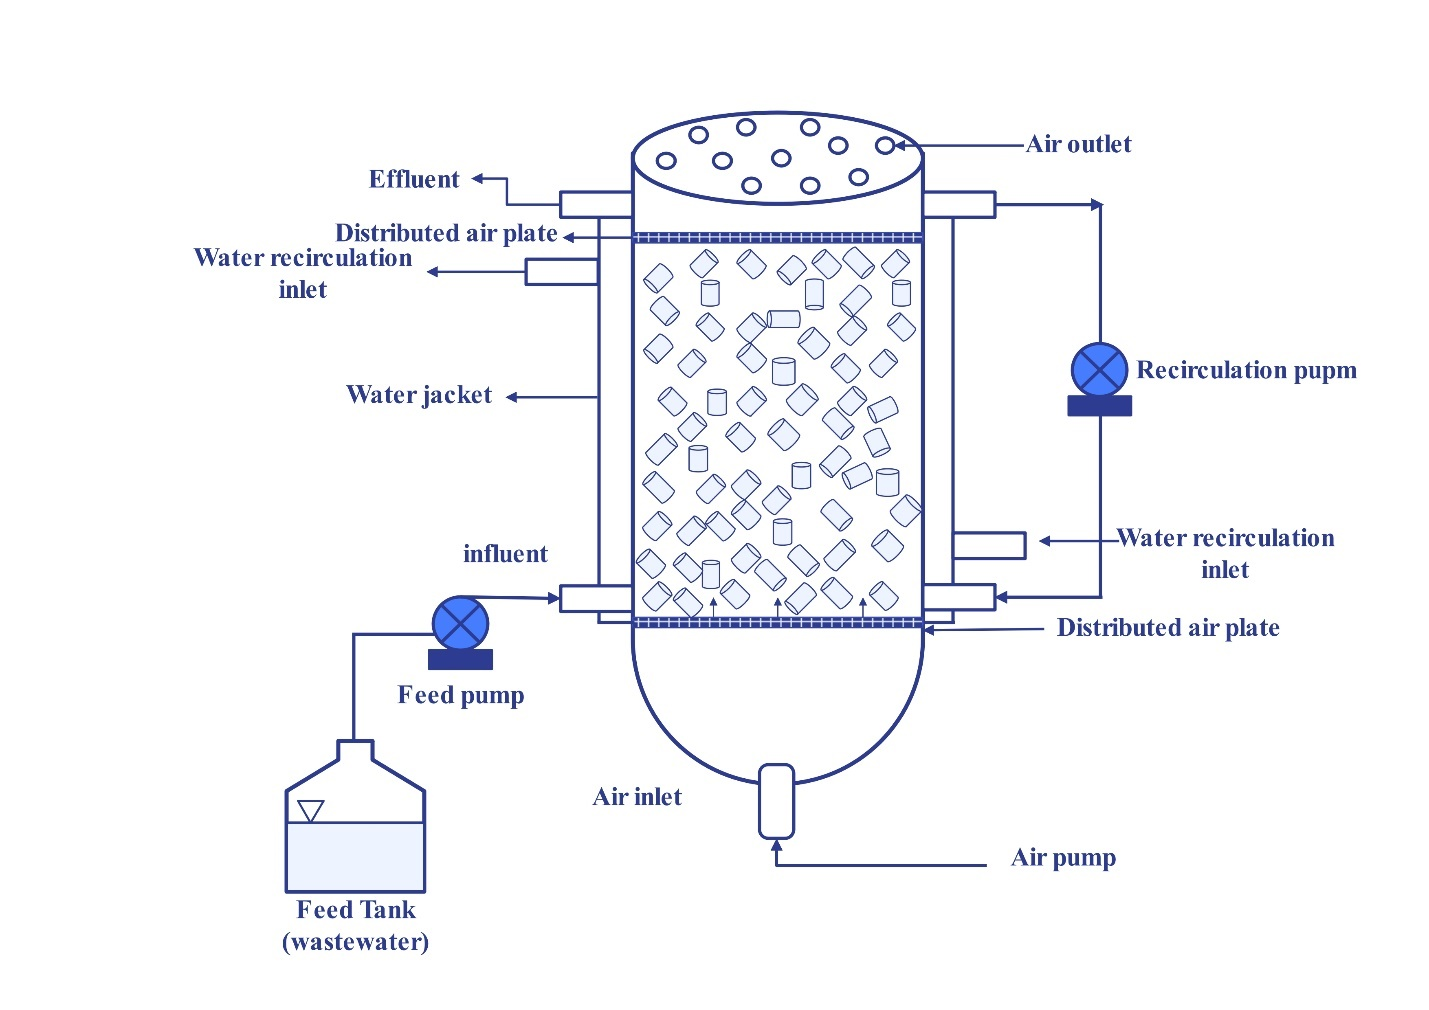 Air outlet
Effluent
Distributed air plate
Water recirculation
inlet
Recirculation pupm
Water jacket
Water recirculation
inlet
influent
Distributed air plate
Feed pump
Air inlet
Air pump
Feed Tank
(wastewater)